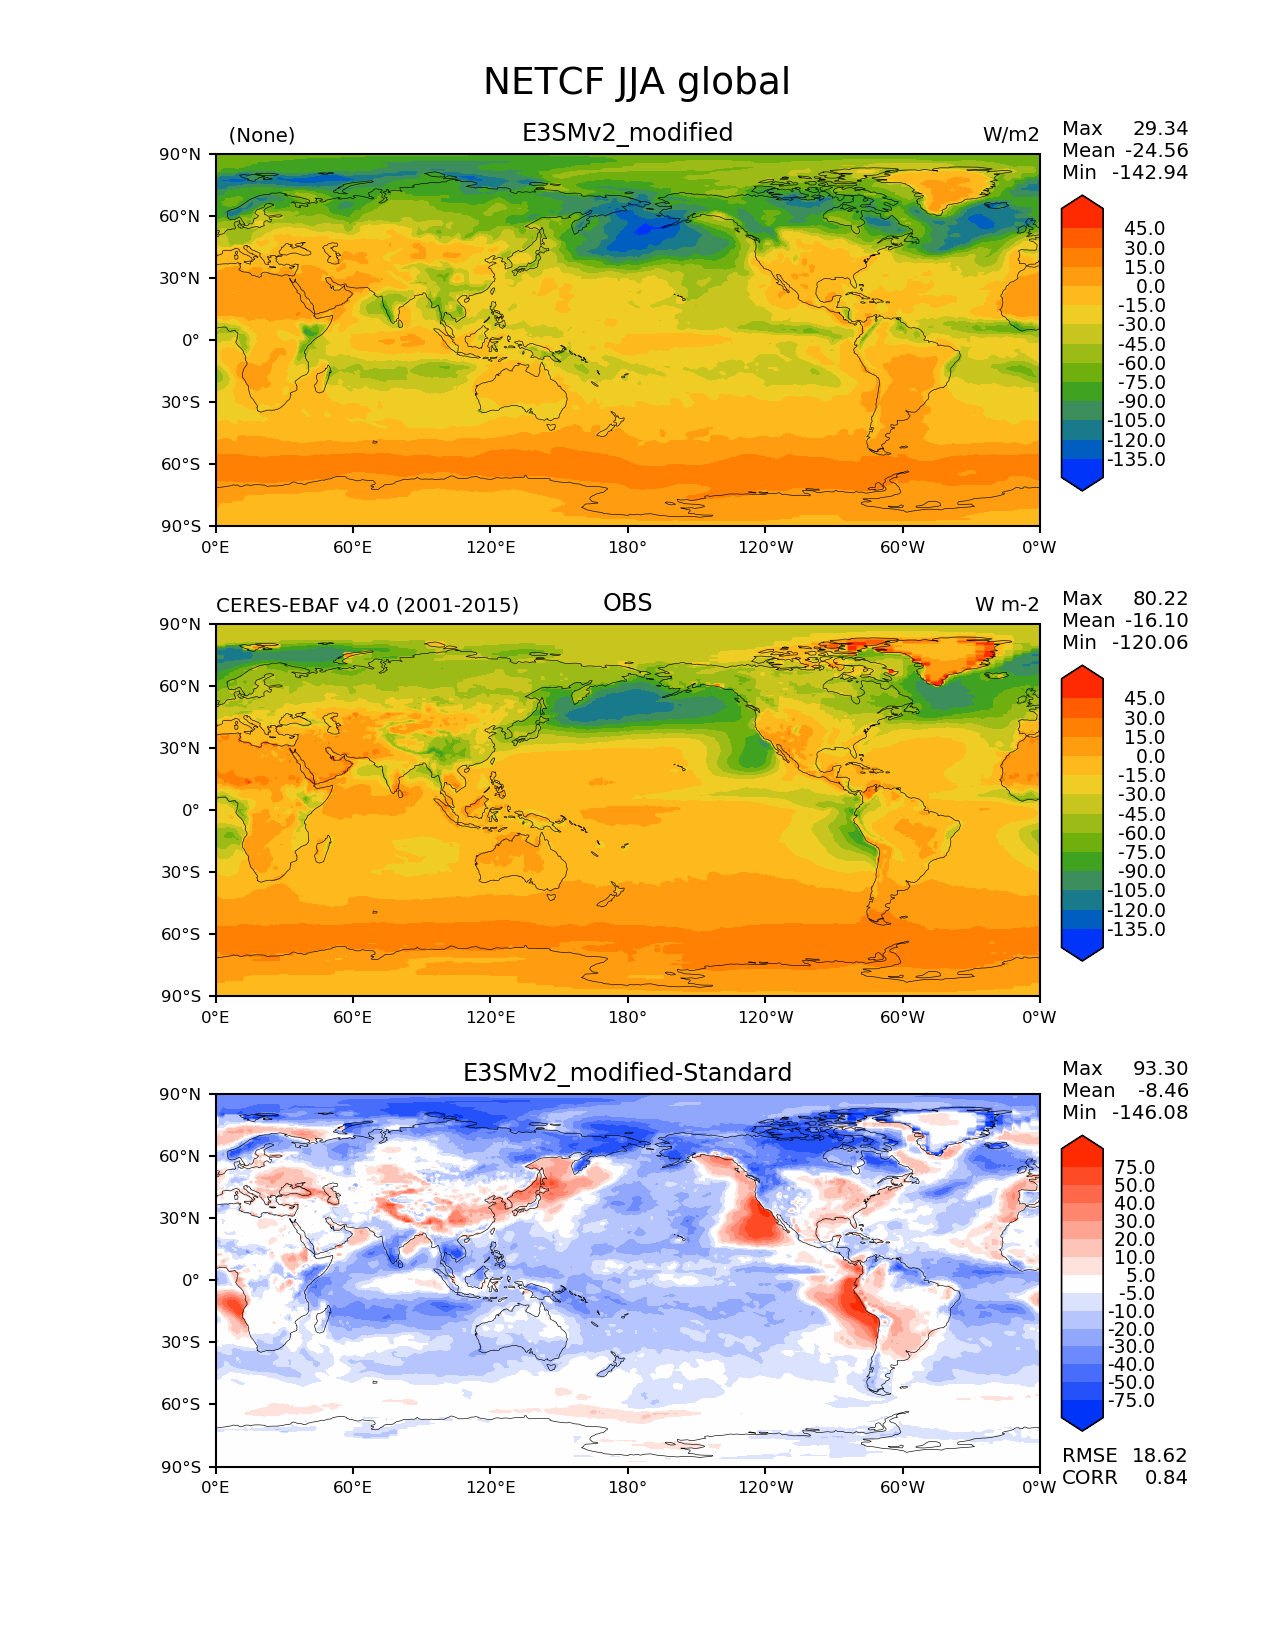 NETCF JJA global
(None) E3SMv2_modified W/m2
Max 29.34
Mean -24.56
Min -142.94
90°N
60°N
30°N
0°
30°S
60°S
90°S
0°E 60°E 120°E 180° 120°W 60°W 0°W
45.0
30.0
15.0
0.0
-15.0
-30.0
-45.0
-60.0
-75.0
-90.0
-105.0
-120.0
-135.0
CERES-EBAF v4.0 (2001-2015) OBS W m-2
Max 80.22
Mean -16.10
Min -120.06
90°N
60°N
30°N
0°
30°S
60°S
90°S
0°E 60°E 120°E 180° 120°W 60°W 0°W
45.0
30.0
15.0
0.0
-15.0
-30.0
-45.0
-60.0
-75.0
-90.0
-105.0
-120.0
-135.0
E3SMv2_modified-Standard
Max 93.30
Mean -8.46
Min -146.08
90°N
60°N
30°N
0°
30°S
60°S
90°S
0°E 60°E 120°E 180° 120°W 60°W 0°W
75.0
50.0
40.0
30.0
20.0
10.0
5.0
-5.0
-10.0
-20.0
-30.0
-40.0
-50.0
-75.0
RMSE 18.62
CORR 0.84